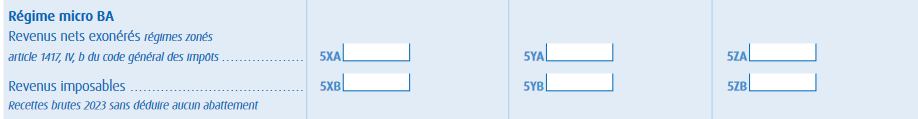 Régime micro BA
Revenus nets exonérés régimes zonés
article 1417, IV, b du code général des impôts .................. 5XA 5YA 5ZA
Revenus imposables ...................................... 5XB 5YB 5ZB
Recettes brutes 2023 sans déduire aucun abattement